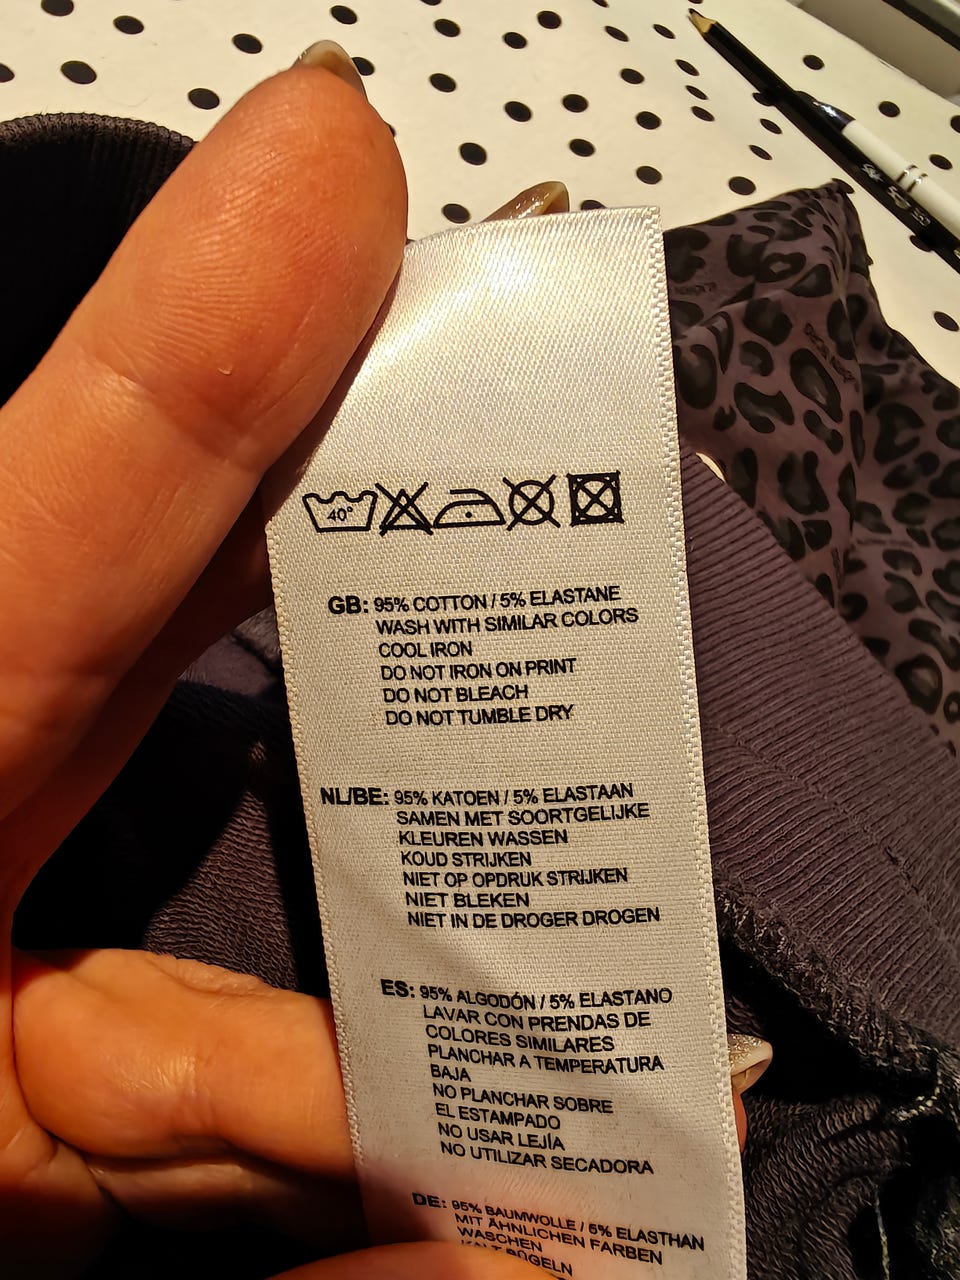 40°
GB: 95% COTTON / 5% ELASTANE
WASH WITH SIMILAR COLORS
COOL IRON
DO NOT IRON ON PRINT
DO NOT BLEACH
DO NOT TUMBLE DRY
NL/BE: 95% KATOEN / 5% ELASTAAN
SAMEN MET SOORTGELIJKE
KLEUREN WASSEN
KOUD STRIJKEN
NIET OP OPDRUK STRIJKEN
NIET BLEKEN
NIET IN DE DROGER DROGEN
ES: 95% ALGODÓN / 5% ELASTANO
LAVAR CON PRENDAS DE
COLORES SIMILARES
PLANCHAR A TEMPERATURA
BAJA
NO PLANCHAR SOBRE
EL ESTAMPADO
NO USAR LEJÍA
NO UTILIZAR SECADORA
DE: 95% BAUMWOLLE / 5% ELASTHAN
MIT ÄHNLICHEN FARBEN
WASCHEN
KALT BÜGELN